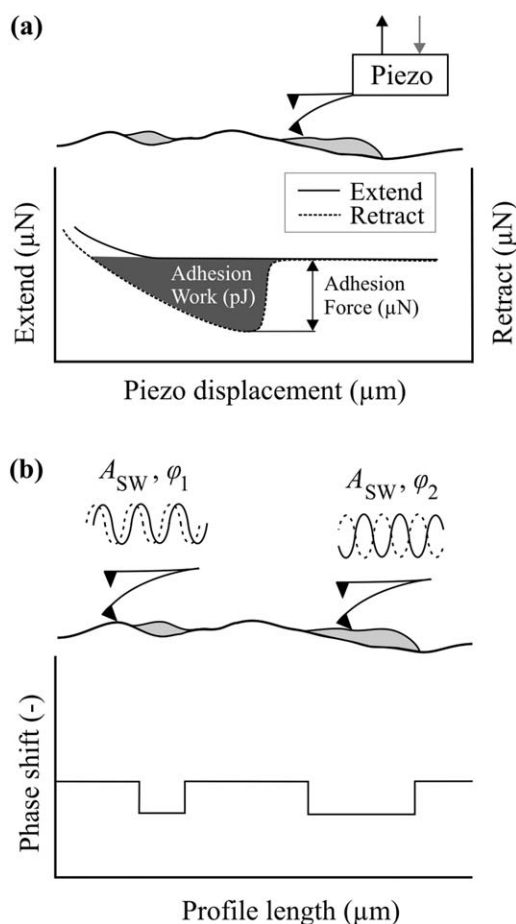 (a)
Piezo
Extend
Retract
Extend (µN)
Adhesion
Work (pJ)
Adhesion
Force (µN)
Retract (µN)
Piezo displacement (µm)
(b)
A_SW, φ_1
A_SW, φ_2
Phase shift (-)
Profile length (µm)